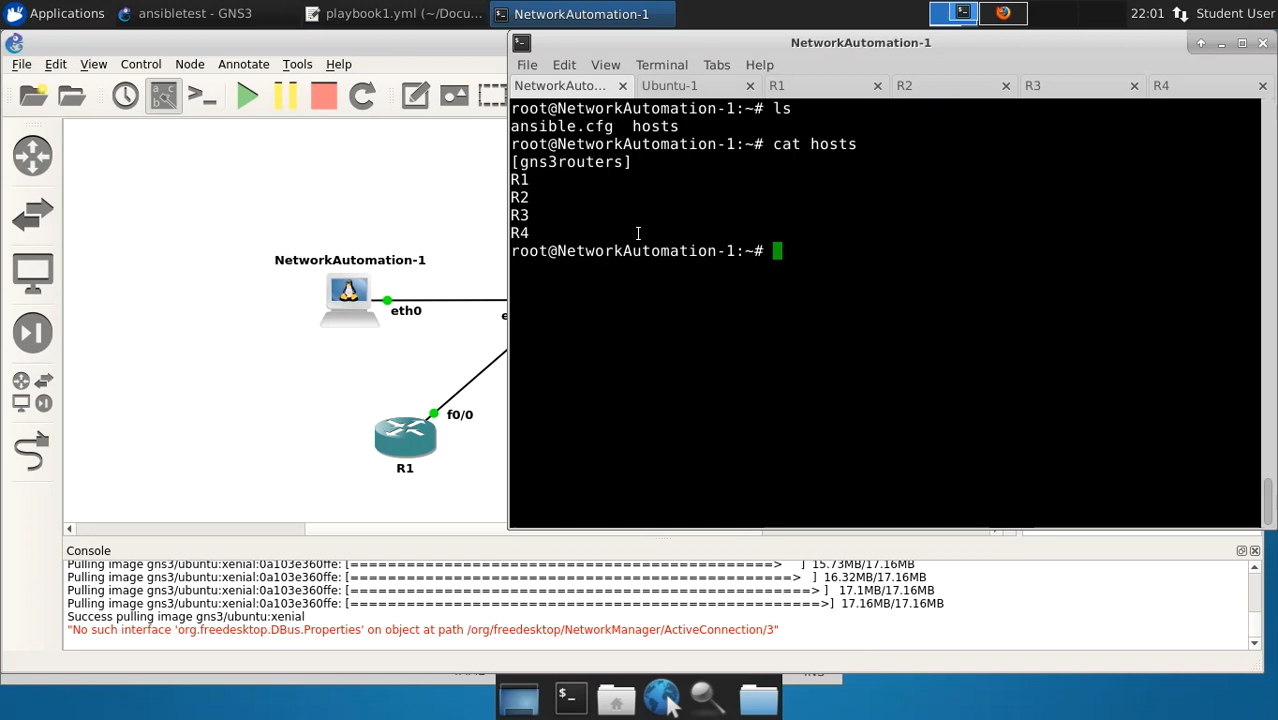 Applications
ansibletest - GNS3
playbook1.yml (~/Docu...
NetworkAutomation-1
22:01
Student User
NetworkAutomation-1
File Edit View Control Node Annotate Tools Help
File Edit View Terminal Tabs Help
NetworkAuto...
Ubuntu-1
R1
R2
R3
R4
root@NetworkAutomation-1:~# ls
ansible.cfg hosts
root@NetworkAutomation-1:~# cat hosts
[gns3routers]
R1
R2
R3
R4
root@NetworkAutomation-1:~#
NetworkAutomation-1
eth0
f0/0
R1
Console
Pulling image gns3/ubuntu:xenial:0a103e360ffe: [=============================================> ] 15.73MB/17.16MB
Pulling image gns3/ubuntu:xenial:0a103e360ffe: [===============================================> ] 16.32MB/17.16MB
Pulling image gns3/ubuntu:xenial:0a103e360ffe: [=================================================> ] 17.1MB/17.16MB
Pulling image gns3/ubuntu:xenial:0a103e360ffe: [==================================================>] 17.16MB/17.16MB
Success pulling image gns3/ubuntu:xenial
"No such interface 'org.freedesktop.DBus.Properties' on object at path /org/freedesktop/NetworkManager/ActiveConnection/3"